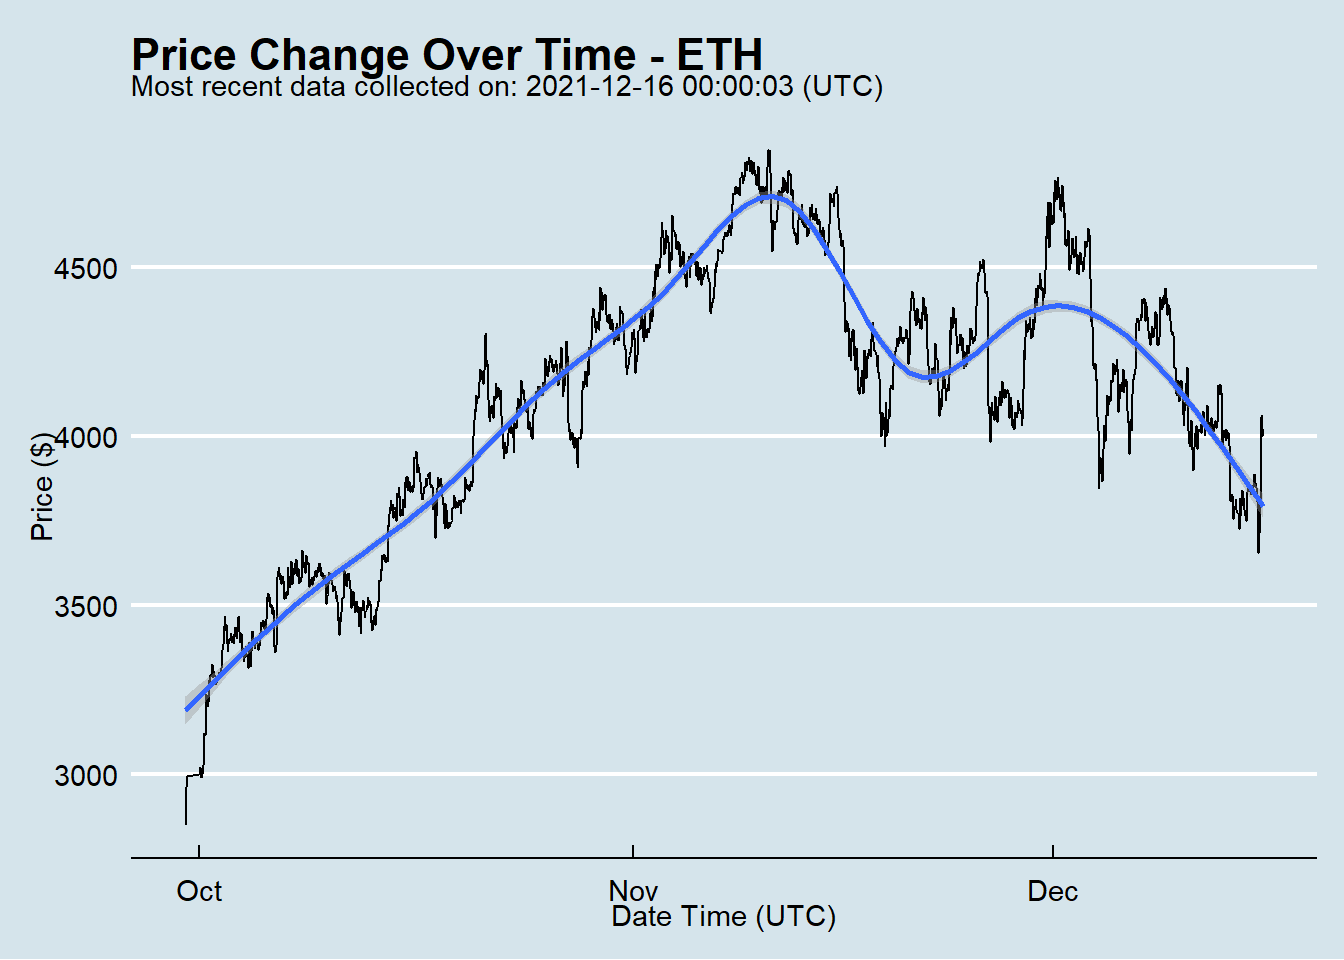 Price Change Over Time - ETH
Most recent data collected on: 2021-12-16 00:00:03 (UTC)
Price ($)
4500
4000
3500
3000
Oct
Nov
Dec
Date Time (UTC)